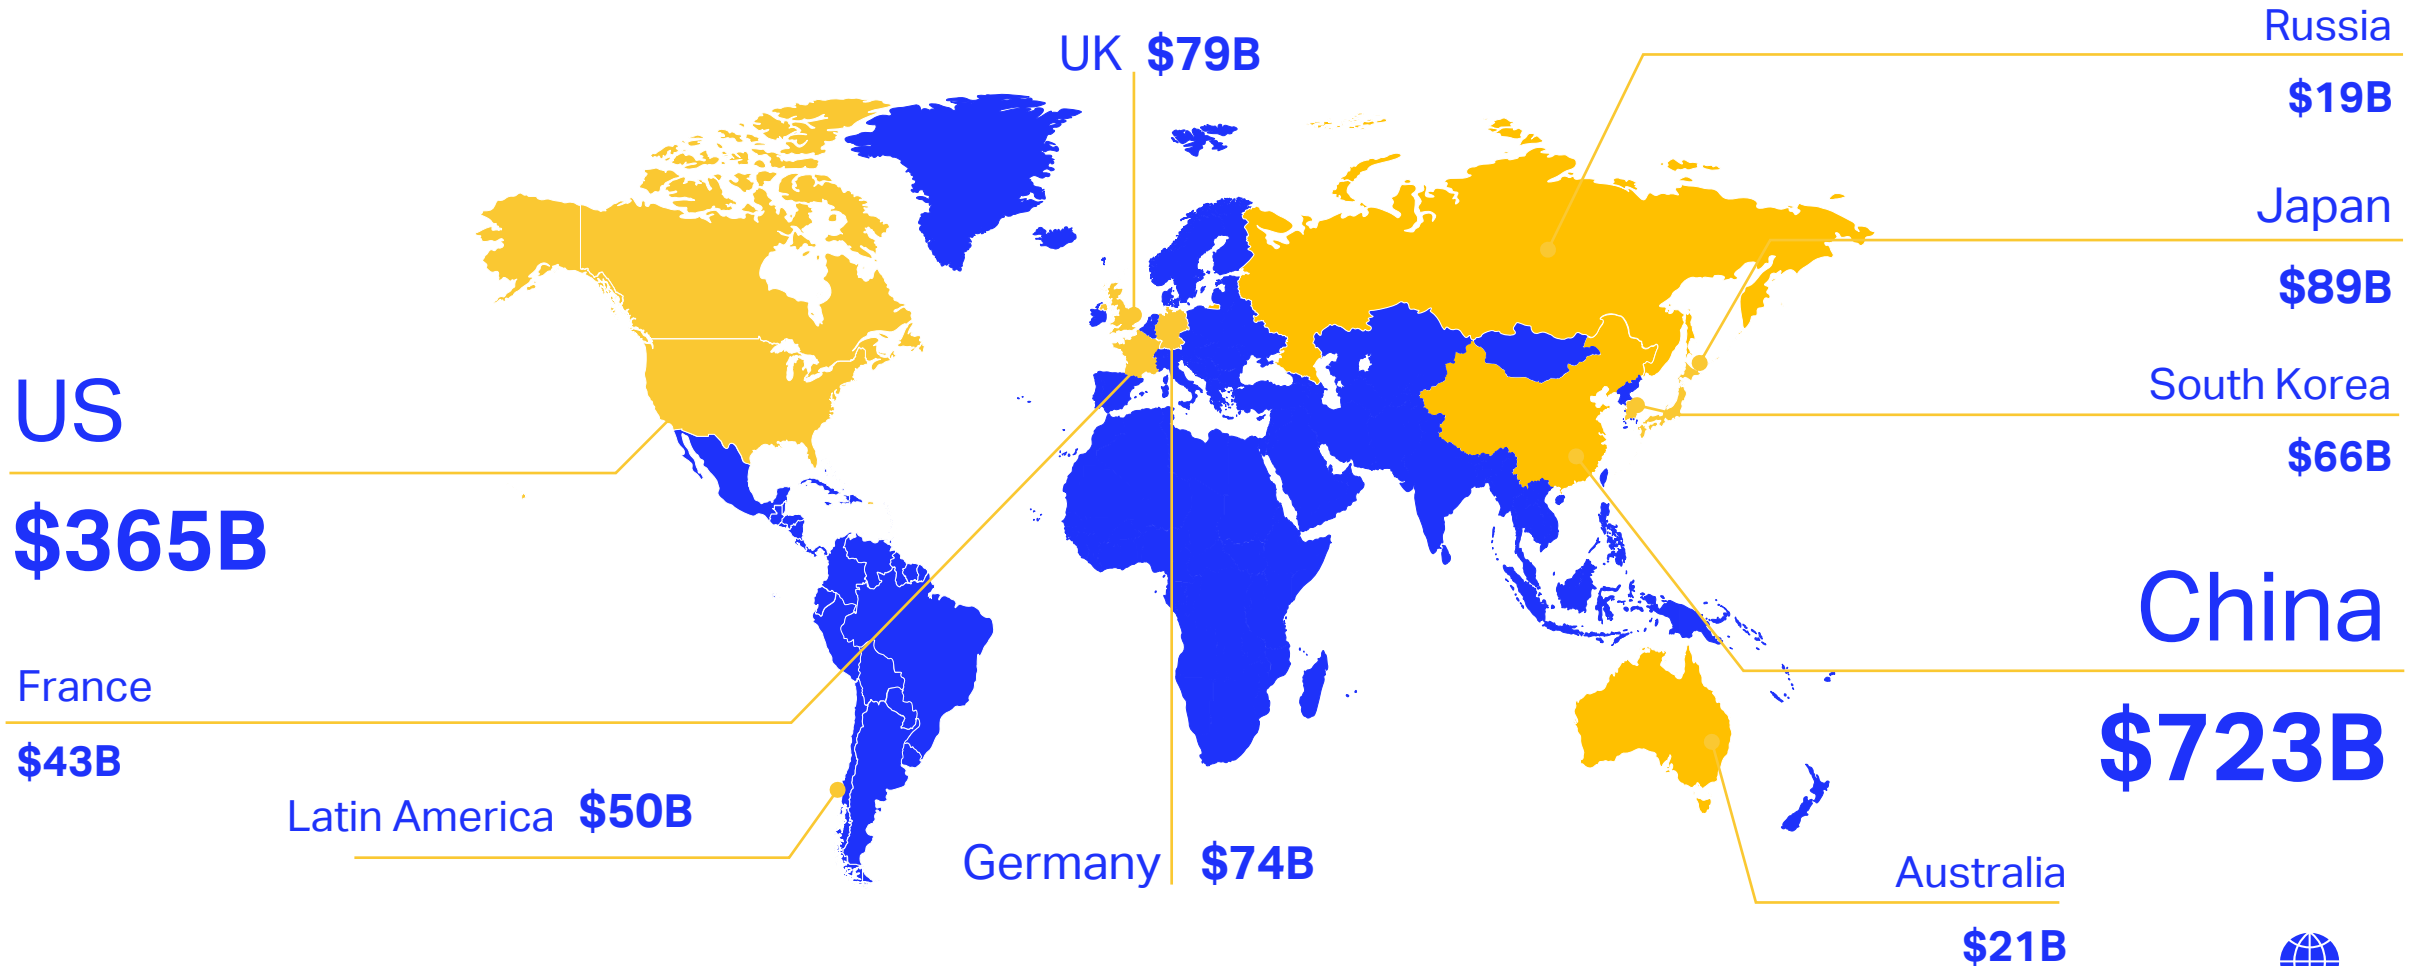 UK $79B
Russia
$19B
Japan
$89B
South Korea
$66B
US
$365B
China
$723B
France
$43B
Latin America $50B
Germany $74B
Australia
$21B